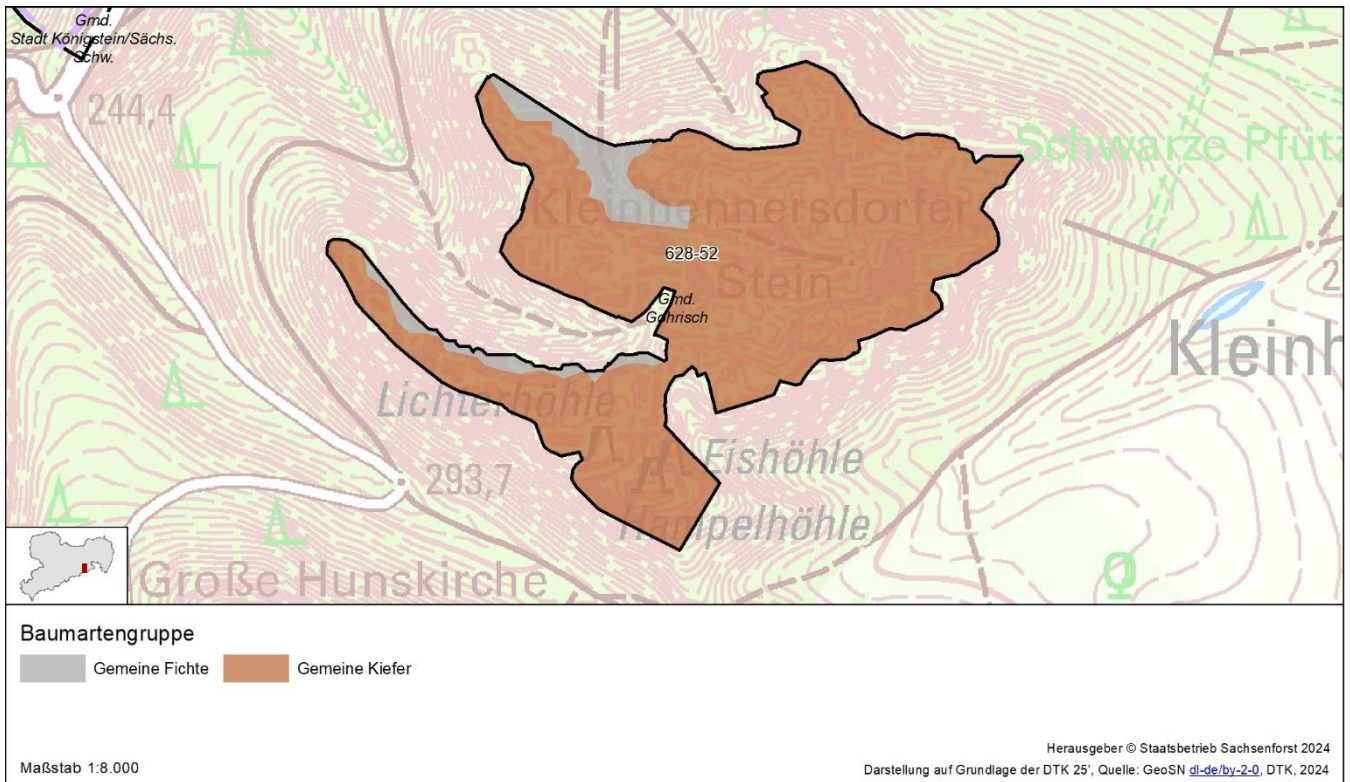 Gmd.
Stadt Königstein/Sächs.
Schw.
244,4
Schwarze Pfütz
Kleinhennersdorfer
628-52
Stein
Gmd.
Gohrisch
2
Kleinh
Lichterhöhle
Eishöhle
293,7
Hampelhöhle
Große Hunskirche
Baumartengruppe
Gemeine Fichte Gemeine Kiefer
Herausgeber © Staatsbetrieb Sachsenforst 2024
Maßstab 1:8.000
Darstellung auf Grundlage der DTK 25', Quelle: GeoSN dl-de/by-2-0, DTK, 2024